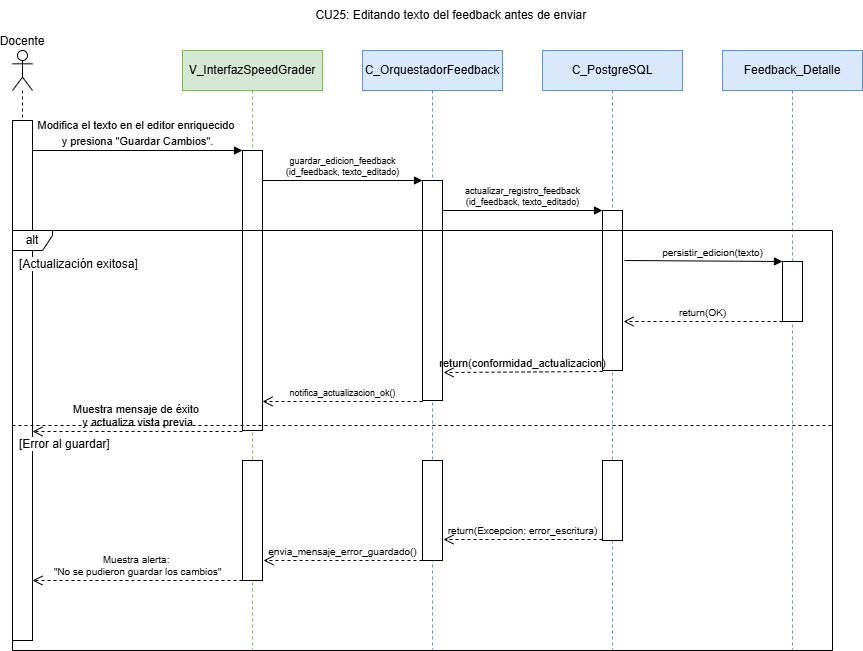 CU25: Editando texto del feedback antes de enviar
Docente
V_InterfazSpeedGrader
C_OrquestadorFeedback
C_PostgreSQL
Feedback_Detalle
Modifica el texto en el editor enriquecido
y presiona "Guardar Cambios".
guardar_edicion_feedback
(id_feedback, texto_editado)
actualizar_registro_feedback
(id_feedback, texto_editado)
alt
[Actualización exitosa]
persistir_edicion(texto)
return(OK)
return(conformidad_actualizacion)
notifica_actualizacion_ok()
Muestra mensaje de éxito
y actualiza vista previa.
[Error al guardar]
return(Excepcion: error_escritura)
envia_mensaje_error_guardado()
Muestra alerta:
"No se pudieron guardar los cambios"